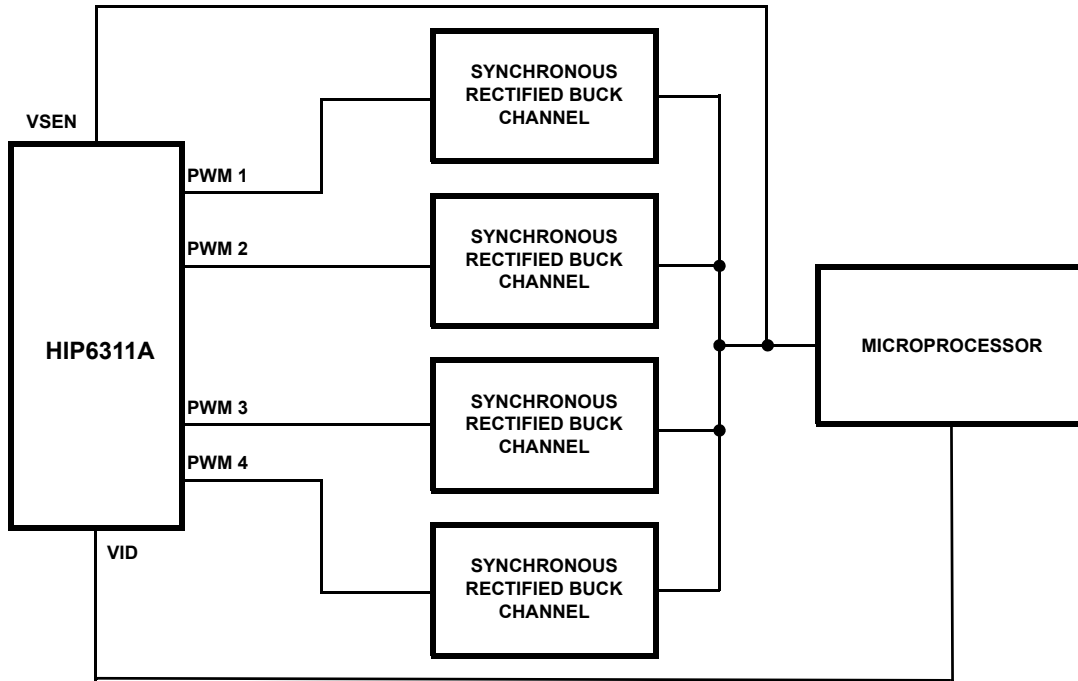 SYNCHRONOUS
RECTIFIED BUCK
CHANNEL
VSEN
PWM 1
PWM 2
SYNCHRONOUS
RECTIFIED BUCK
CHANNEL
HIP6311A
MICROPROCESSOR
PWM 3
SYNCHRONOUS
RECTIFIED BUCK
CHANNEL
PWM 4
VID
SYNCHRONOUS
RECTIFIED BUCK
CHANNEL